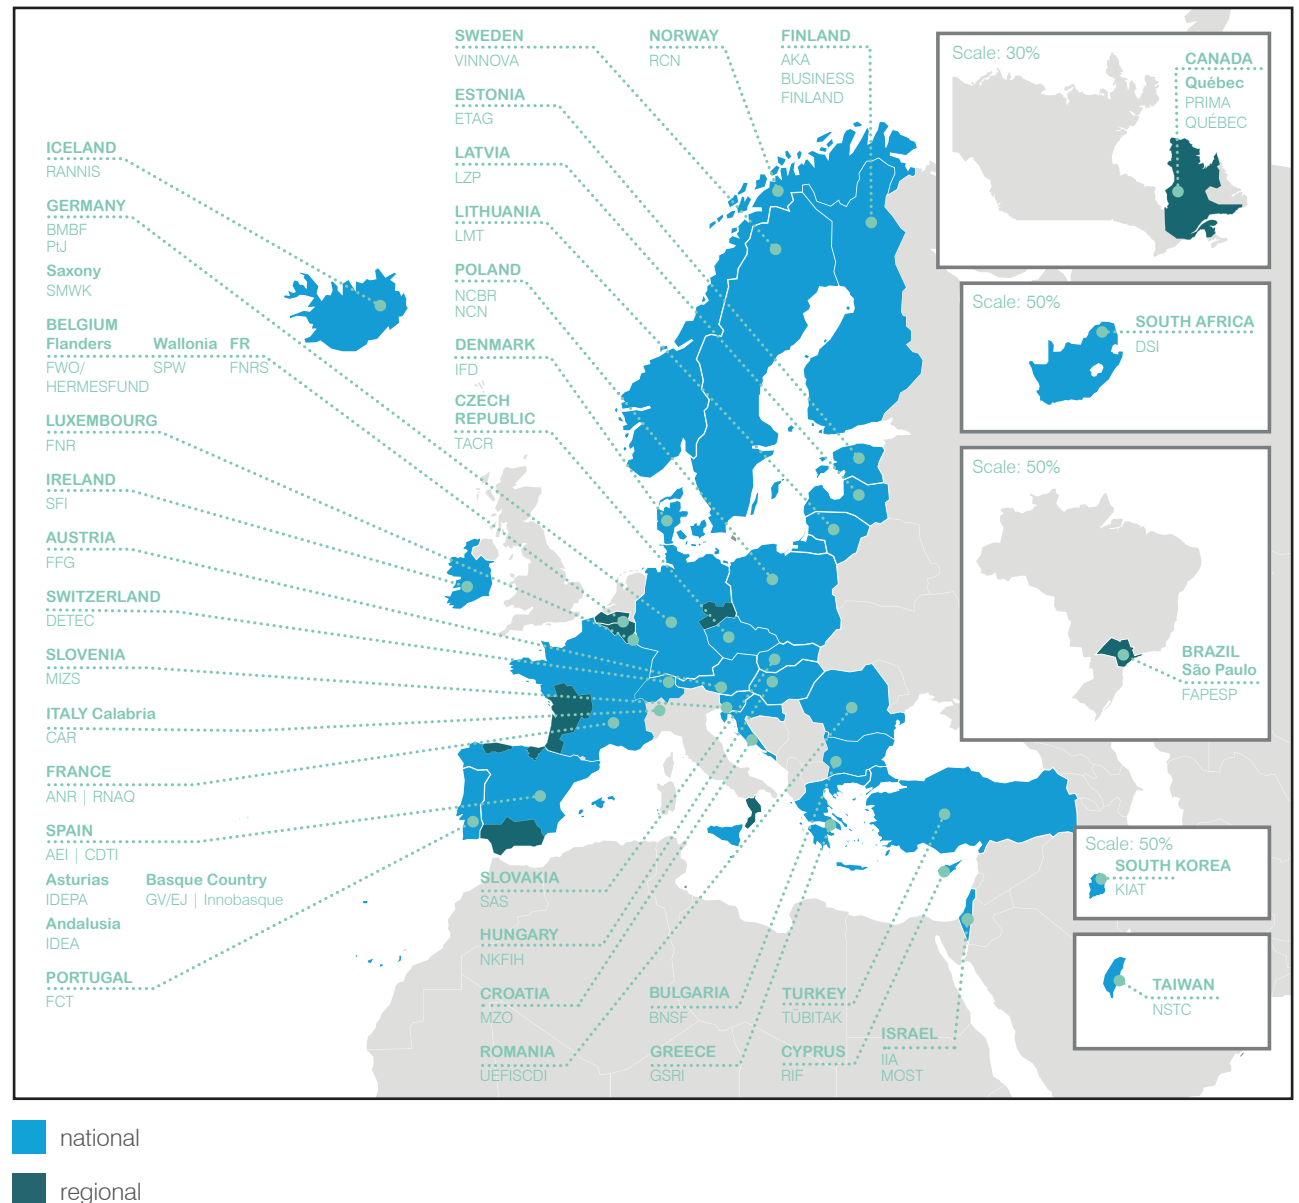 ICELAND
RANNIS
GERMANY
BMBF
PtJ
Saxony
SMWK
BELGIUM
Flanders Wallonia FR
FWO/ SPW FNRS
HERMESFUND
LUXEMBOURG
FNR
IRELAND
SFI
AUSTRIA
FFG
SWITZERLAND
DETEC
SLOVENIA
MIZS
ITALY Calabria
CAR
FRANCE
ANR | RNAQ
SPAIN
AEI | CDTI
Asturias Basque Country
IDEPA GV/EJ | Innobasque
Andalusia
IDEA
PORTUGAL
FCT
SWEDEN
VINNOVA
ESTONIA
ETAG
LATVIA
LZP
LITHUANIA
LMT
POLAND
NCBR
NCN
DENMARK
IFD
CZECH
REPUBLIC
TACR
NORWAY
RCN
FINLAND
AKA
BUSINESS
FINLAND
SLOVAKIA
SAS
HUNGARY
NKFIH
CROATIA
MZO
ROMANIA
UEFISCDI
BULGARIA
BNSF
GREECE
GSRI
TURKEY
TÜBITAK
CYPRUS
RIF
ISRAEL
IIA
MOST
Scale: 30%
CANADA
Québec
PRIMA
QUÉBEC
Scale: 50%
SOUTH AFRICA
DSI
Scale: 50%
BRAZIL
São Paulo
FAPESP
Scale: 50%
SOUTH KOREA
KIAT
TAIWAN
NSTC
national
regional